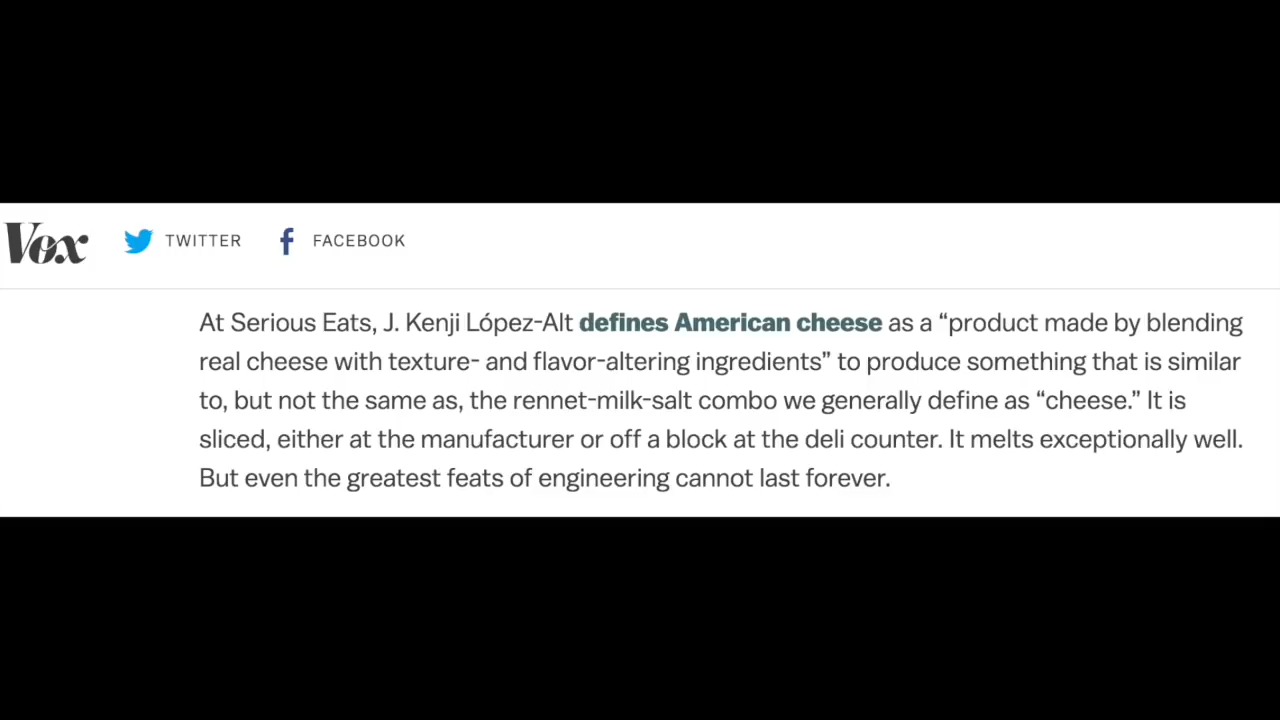 Vox TWITTER FACEBOOK
At Serious Eats, J. Kenji López-Alt defines American cheese as a “product made by blending
real cheese with texture- and flavor-altering ingredients” to produce something that is similar
to, but not the same as, the rennet-milk-salt combo we generally define as “cheese.” It is
sliced, either at the manufacturer or off a block at the deli counter. It melts exceptionally well.
But even the greatest feats of engineering cannot last forever.